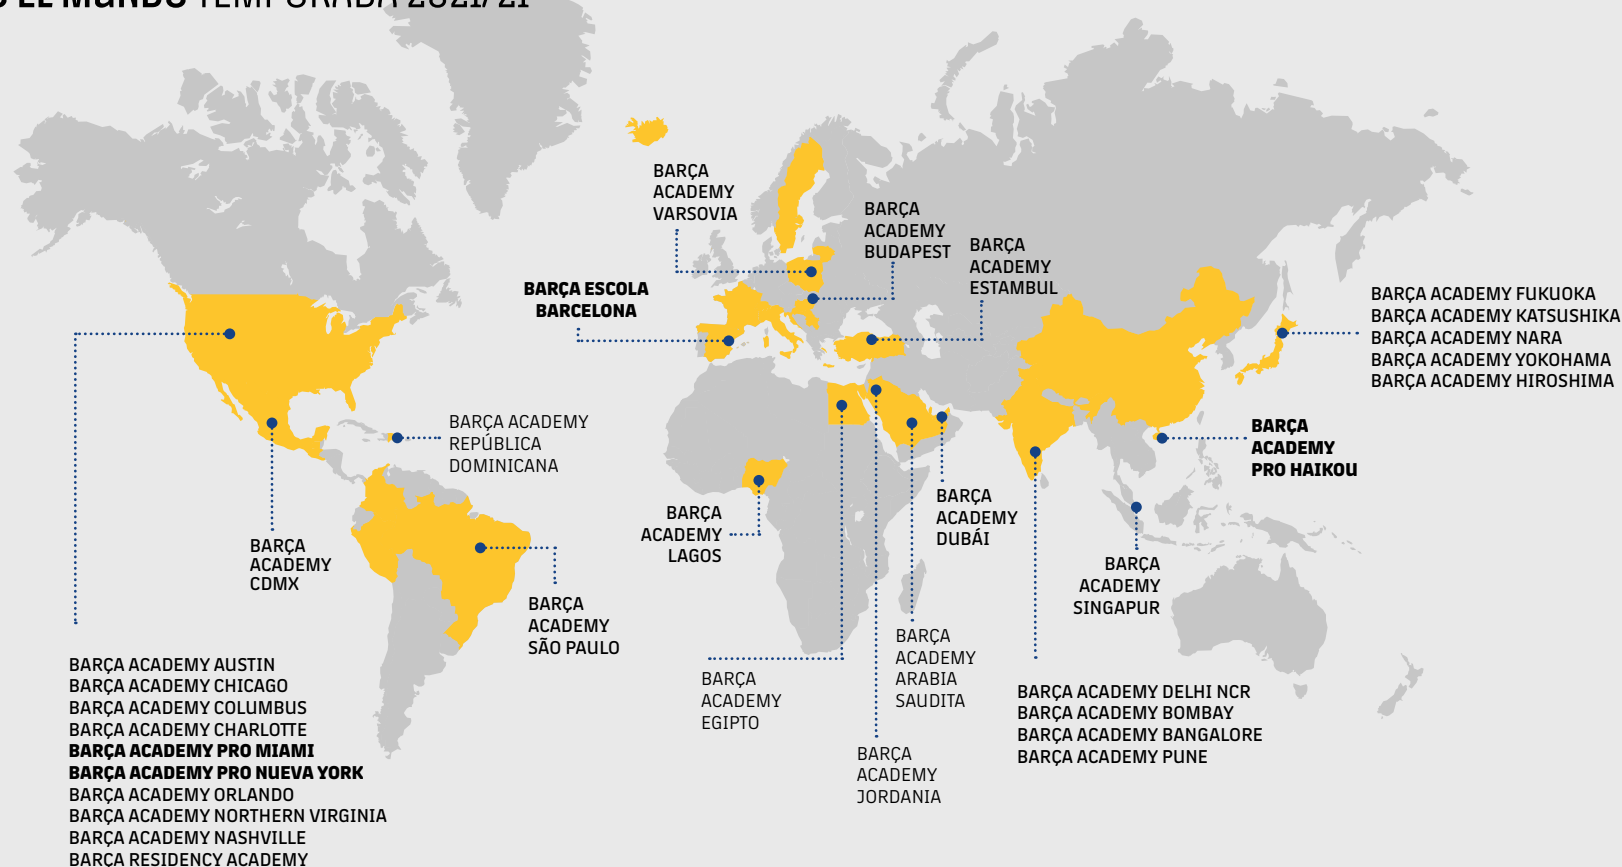 EL MUNDO TEMPORADA 2021/21
BARÇA
ACADEMY
VARSOVIA
BARÇA
ACADEMY
BUDAPEST
BARÇA
ACADEMY
ESTAMBUL
BARÇA ESCOLA
BARCELONA
BARÇA ACADEMY FUKUOKA
BARÇA ACADEMY KATSUSHIKA
BARÇA ACADEMY NARA
BARÇA ACADEMY YOKOHAMA
BARÇA ACADEMY HIROSHIMA
BARÇA ACADEMY
REPÚBLICA
DOMINICANA
BARÇA
ACADEMY
PRO HAIKOU
BARÇA
ACADEMY
CDMX
BARÇA
ACADEMY
SÃO PAULO
BARÇA
ACADEMY
LAGOS
BARÇA
ACADEMY
DUBÁI
BARÇA
ACADEMY
SINGAPUR
BARÇA
ACADEMY
EGIPTO
BARÇA
ACADEMY
ARABIA
SAUDITA
BARÇA
ACADEMY
JORDANIA
BARÇA ACADEMY DELHI NCR
BARÇA ACADEMY BOMBAY
BARÇA ACADEMY BANGALORE
BARÇA ACADEMY PUNE
BARÇA ACADEMY AUSTIN
BARÇA ACADEMY CHICAGO
BARÇA ACADEMY COLUMBUS
BARÇA ACADEMY CHARLOTTE
BARÇA ACADEMY PRO MIAMI
BARÇA ACADEMY PRO NUEVA YORK
BARÇA ACADEMY ORLANDO
BARÇA ACADEMY NORTHERN VIRGINIA
BARÇA ACADEMY NASHVILLE
BARÇA RESIDENCY ACADEMY